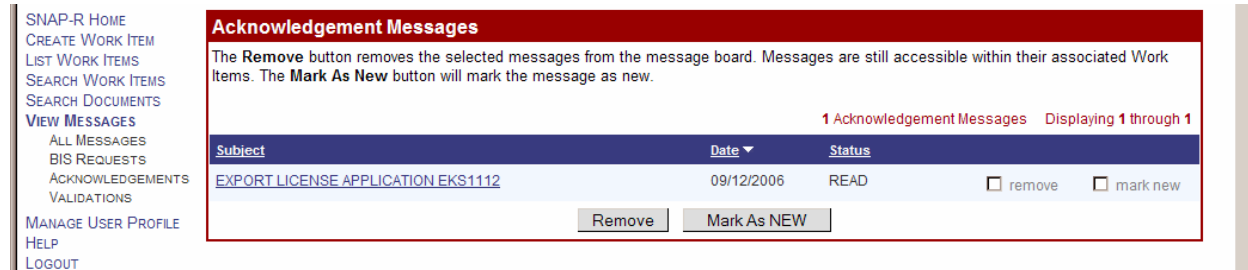 SNAP-R HOME
CREATE WORK ITEM
LIST WORK ITEMS
SEARCH WORK ITEMS
SEARCH DOCUMENTS
VIEW MESSAGES
ALL MESSAGES
BIS REQUESTS
ACKNOWLEDGEMENTS
VALIDATIONS
MANAGE USER PROFILE
HELP
LOGOUT
Acknowledgement Messages
The Remove button removes the selected messages from the message board. Messages are still accessible within their associated Work
Items. The Mark As New button will mark the message as new.
1 Acknowledgement Messages Displaying 1 through 1
Subject Date Status
EXPORT LICENSE APPLICATION EKS1112 09/12/2006 READ remove mark new
Remove Mark As NEW